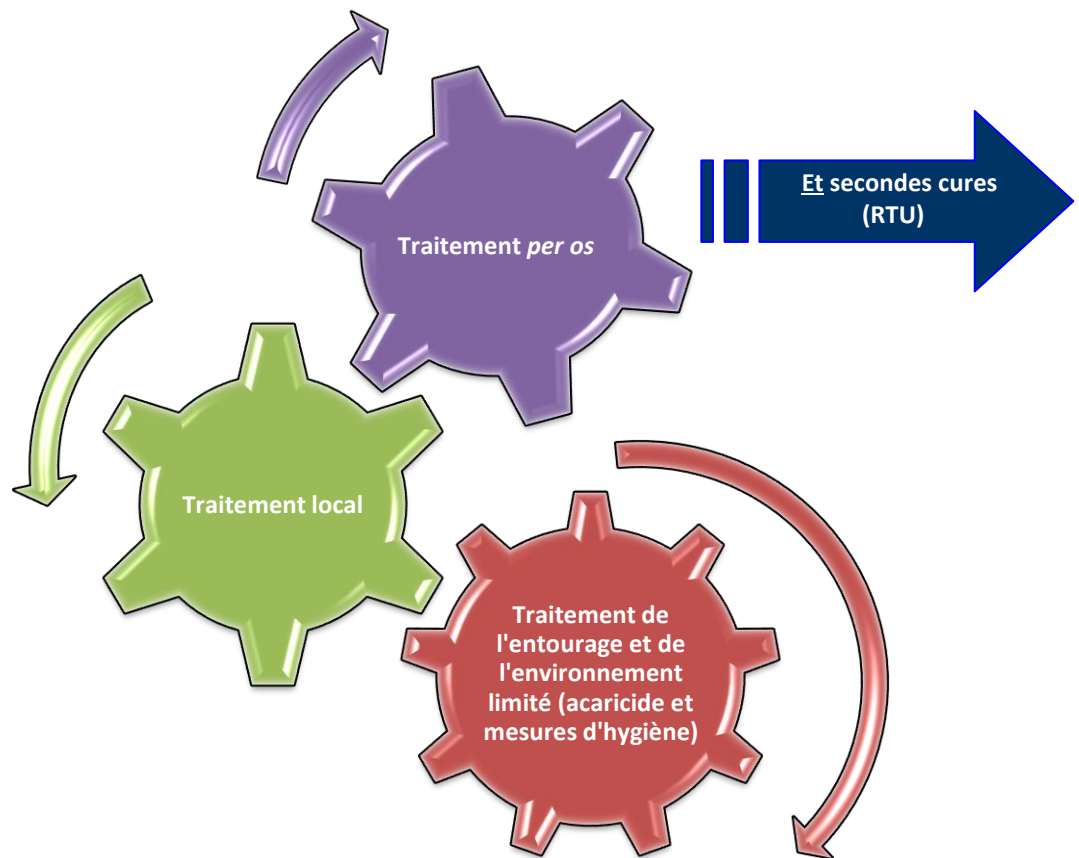 Et secondes cures
(RTU)
Traitement per os
Traitement local
Traitement de
l'entourage et de
l'environnement
limité (acaricide et
mesures d'hygiène)